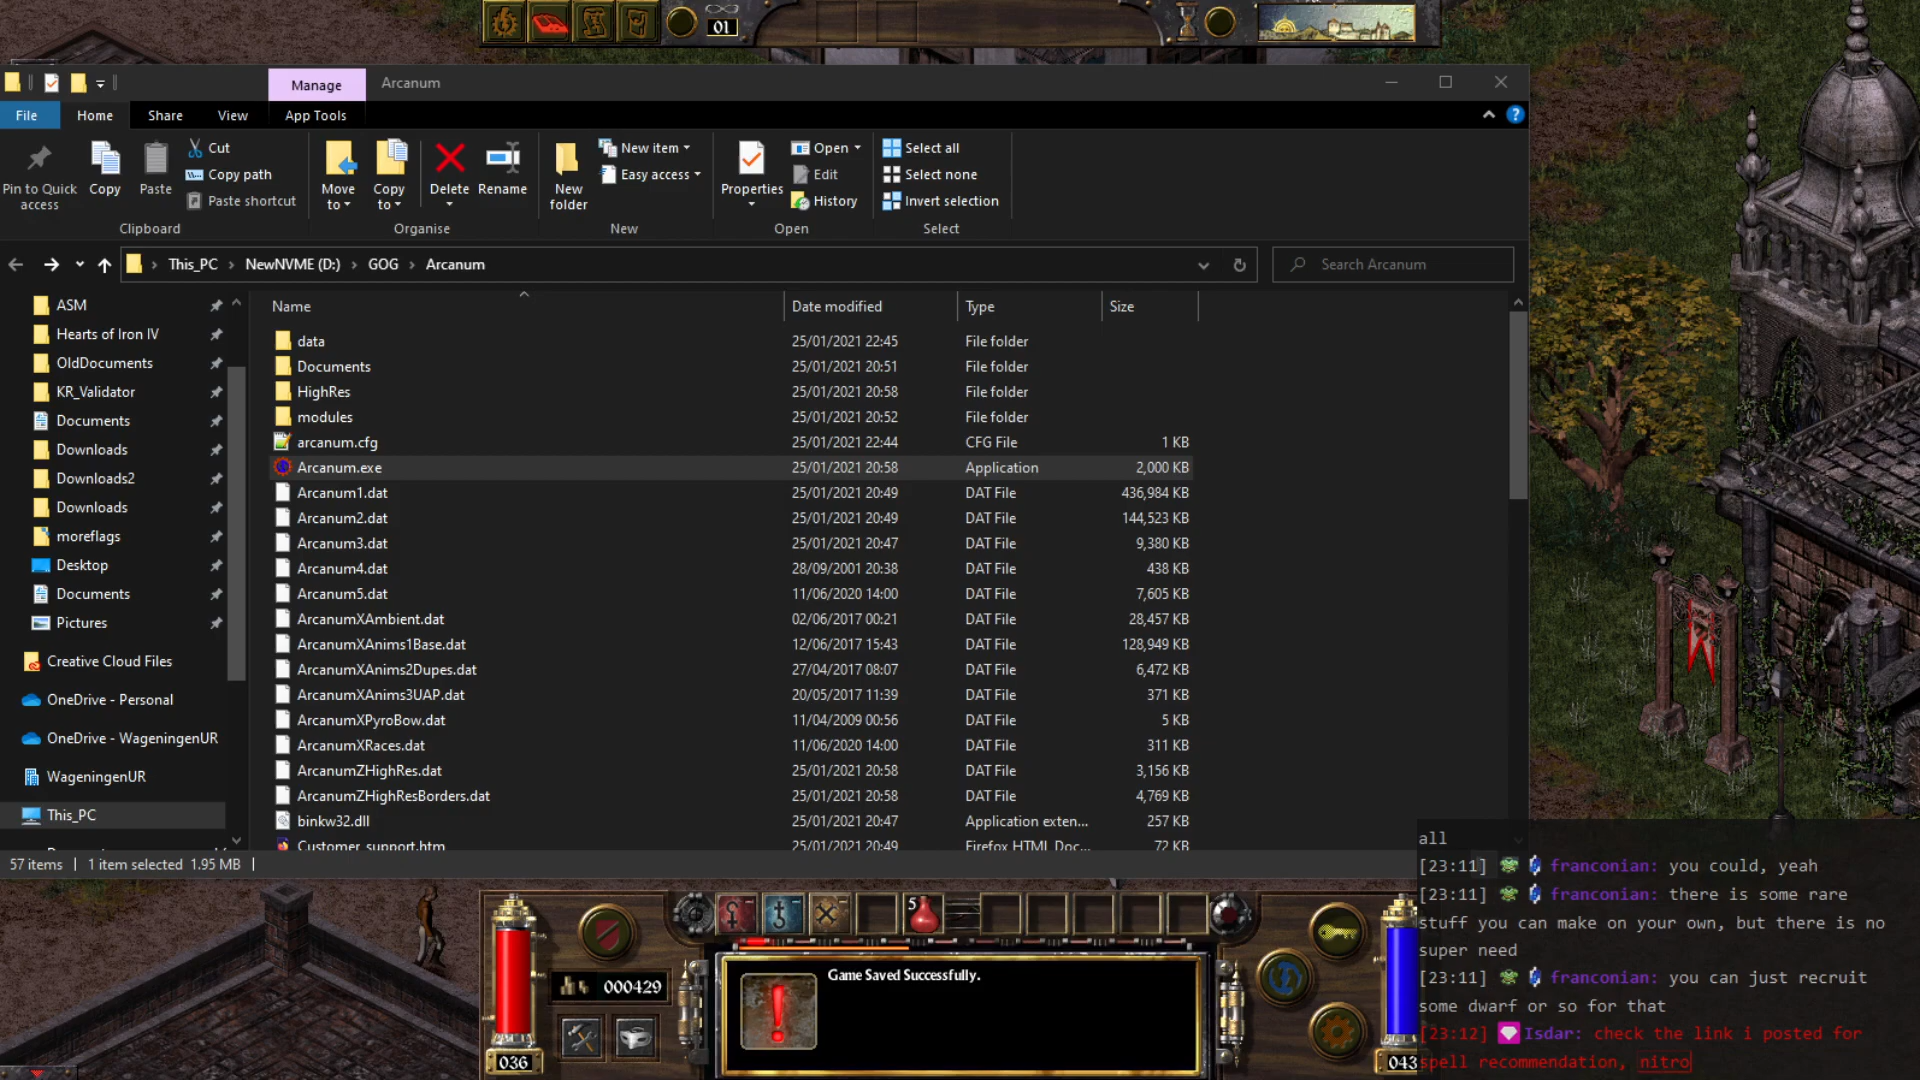 01
Manage
Arcanum
File
Home
Share
View
App Tools
Pin to Quick access
Copy
Paste
Cut
Copy path
Paste shortcut
Clipboard
Move to
Copy to
Delete
Rename
Organise
New folder
New item
Easy access
New
Properties
Open
Edit
History
Open
Select all
Select none
Invert selection
Select
This_PC
NewNVME (D:)
GOG
Arcanum
Search Arcanum
ASM
Hearts of Iron IV
OldDocuments
KR_Validator
Documents
Downloads
Downloads2
Downloads
moreflags
Desktop
Documents
Pictures
Creative Cloud Files
OneDrive - Personal
OneDrive - WageningenUR
WageningenUR
This_PC
Name Date modified Type Size
data 25/01/2021 22:45 File folder
Documents 25/01/2021 20:51 File folder
HighRes 25/01/2021 20:58 File folder
modules 25/01/2021 20:52 File folder
arcanum.cfg 25/01/2021 22:44 CFG File 1 KB
Arcanum.exe 25/01/2021 20:58 Application 2,000 KB
Arcanum1.dat 25/01/2021 20:49 DAT File 436,984 KB
Arcanum2.dat 25/01/2021 20:49 DAT File 144,523 KB
Arcanum3.dat 25/01/2021 20:47 DAT File 9,380 KB
Arcanum4.dat 28/09/2001 20:38 DAT File 438 KB
Arcanum5.dat 11/06/2020 14:00 DAT File 7,605 KB
ArcanumXAmbient.dat 02/06/2017 00:21 DAT File 28,457 KB
ArcanumXAnims1Base.dat 12/06/2017 15:43 DAT File 128,949 KB
ArcanumXAnims2Dupes.dat 27/04/2017 08:07 DAT File 6,472 KB
ArcanumXAnims3UAP.dat 20/05/2017 11:39 DAT File 371 KB
ArcanumXPyroBow.dat 11/04/2009 00:56 DAT File 5 KB
ArcanumXRaces.dat 11/06/2020 14:00 DAT File 311 KB
ArcanumZHighRes.dat 25/01/2021 20:58 DAT File 3,156 KB
ArcanumZHighResBorders.dat 25/01/2021 20:58 DAT File 4,769 KB
binkw32.dll 25/01/2021 20:47 Application exten... 257 KB
Customer_support.htm 25/01/2021 20:49 Firefox HTML Doc... 72 KB
57 items
1 item selected 1.95 MB
5
000429
Game Saved Successfully.
036
043
all
[23:11] franconian: you could, yeah
[23:11] franconian: there is some rare
stuff you can make on your own, but there is no
super need
[23:11] franconian: you can just recruit
some dwarf or so for that
[23:12] Isdar: check the link i posted for
spell recommendation, nitro